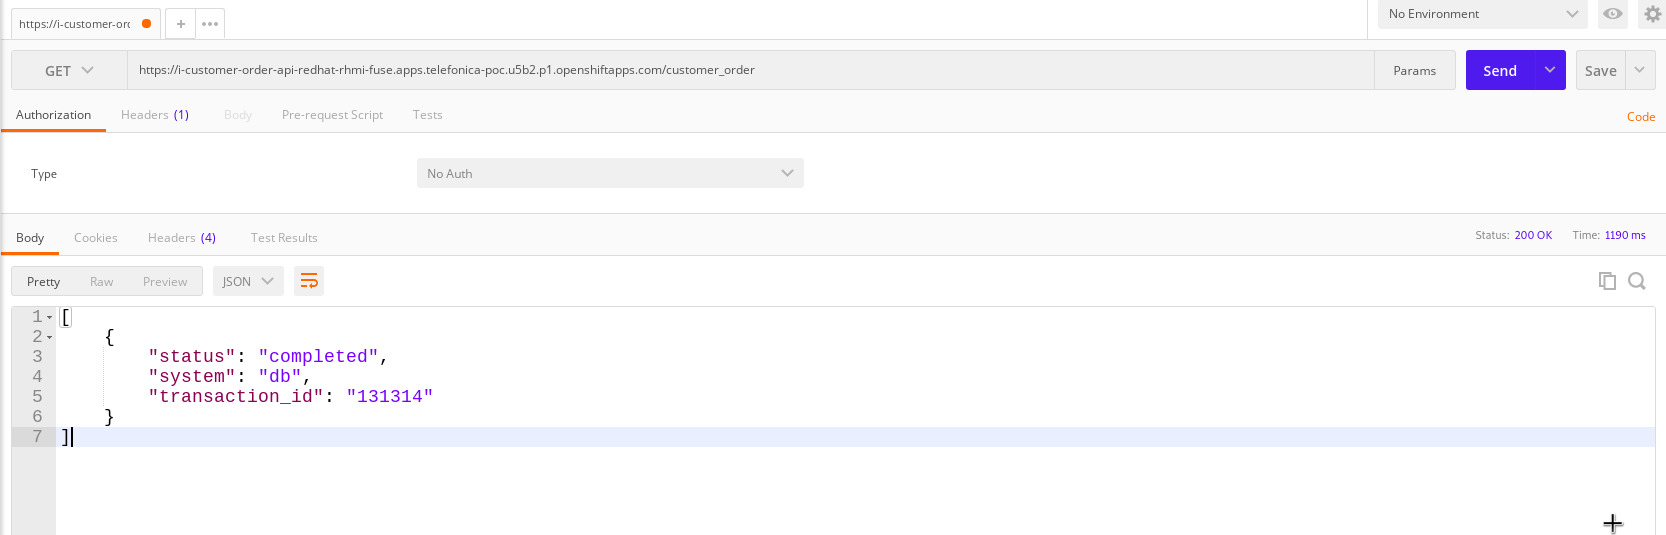 https://i-customer-ord + •••
No Environment
GET https://i-customer-order-api-redhat-rhmi-fuse.apps.telefonica-poc.u5b2.p1.openshiftapps.com/customer_order Params Send Save
Authorization Headers (1) Body Pre-request Script Tests Code
Type No Auth
Body Cookies Headers (4) Test Results Status: 200 OK Time: 1190 ms
Pretty Raw Preview JSON
1 [
2 {
3 "status": "completed",
4 "system": "db",
5 "transaction_id": "131314"
6 }
7 ]